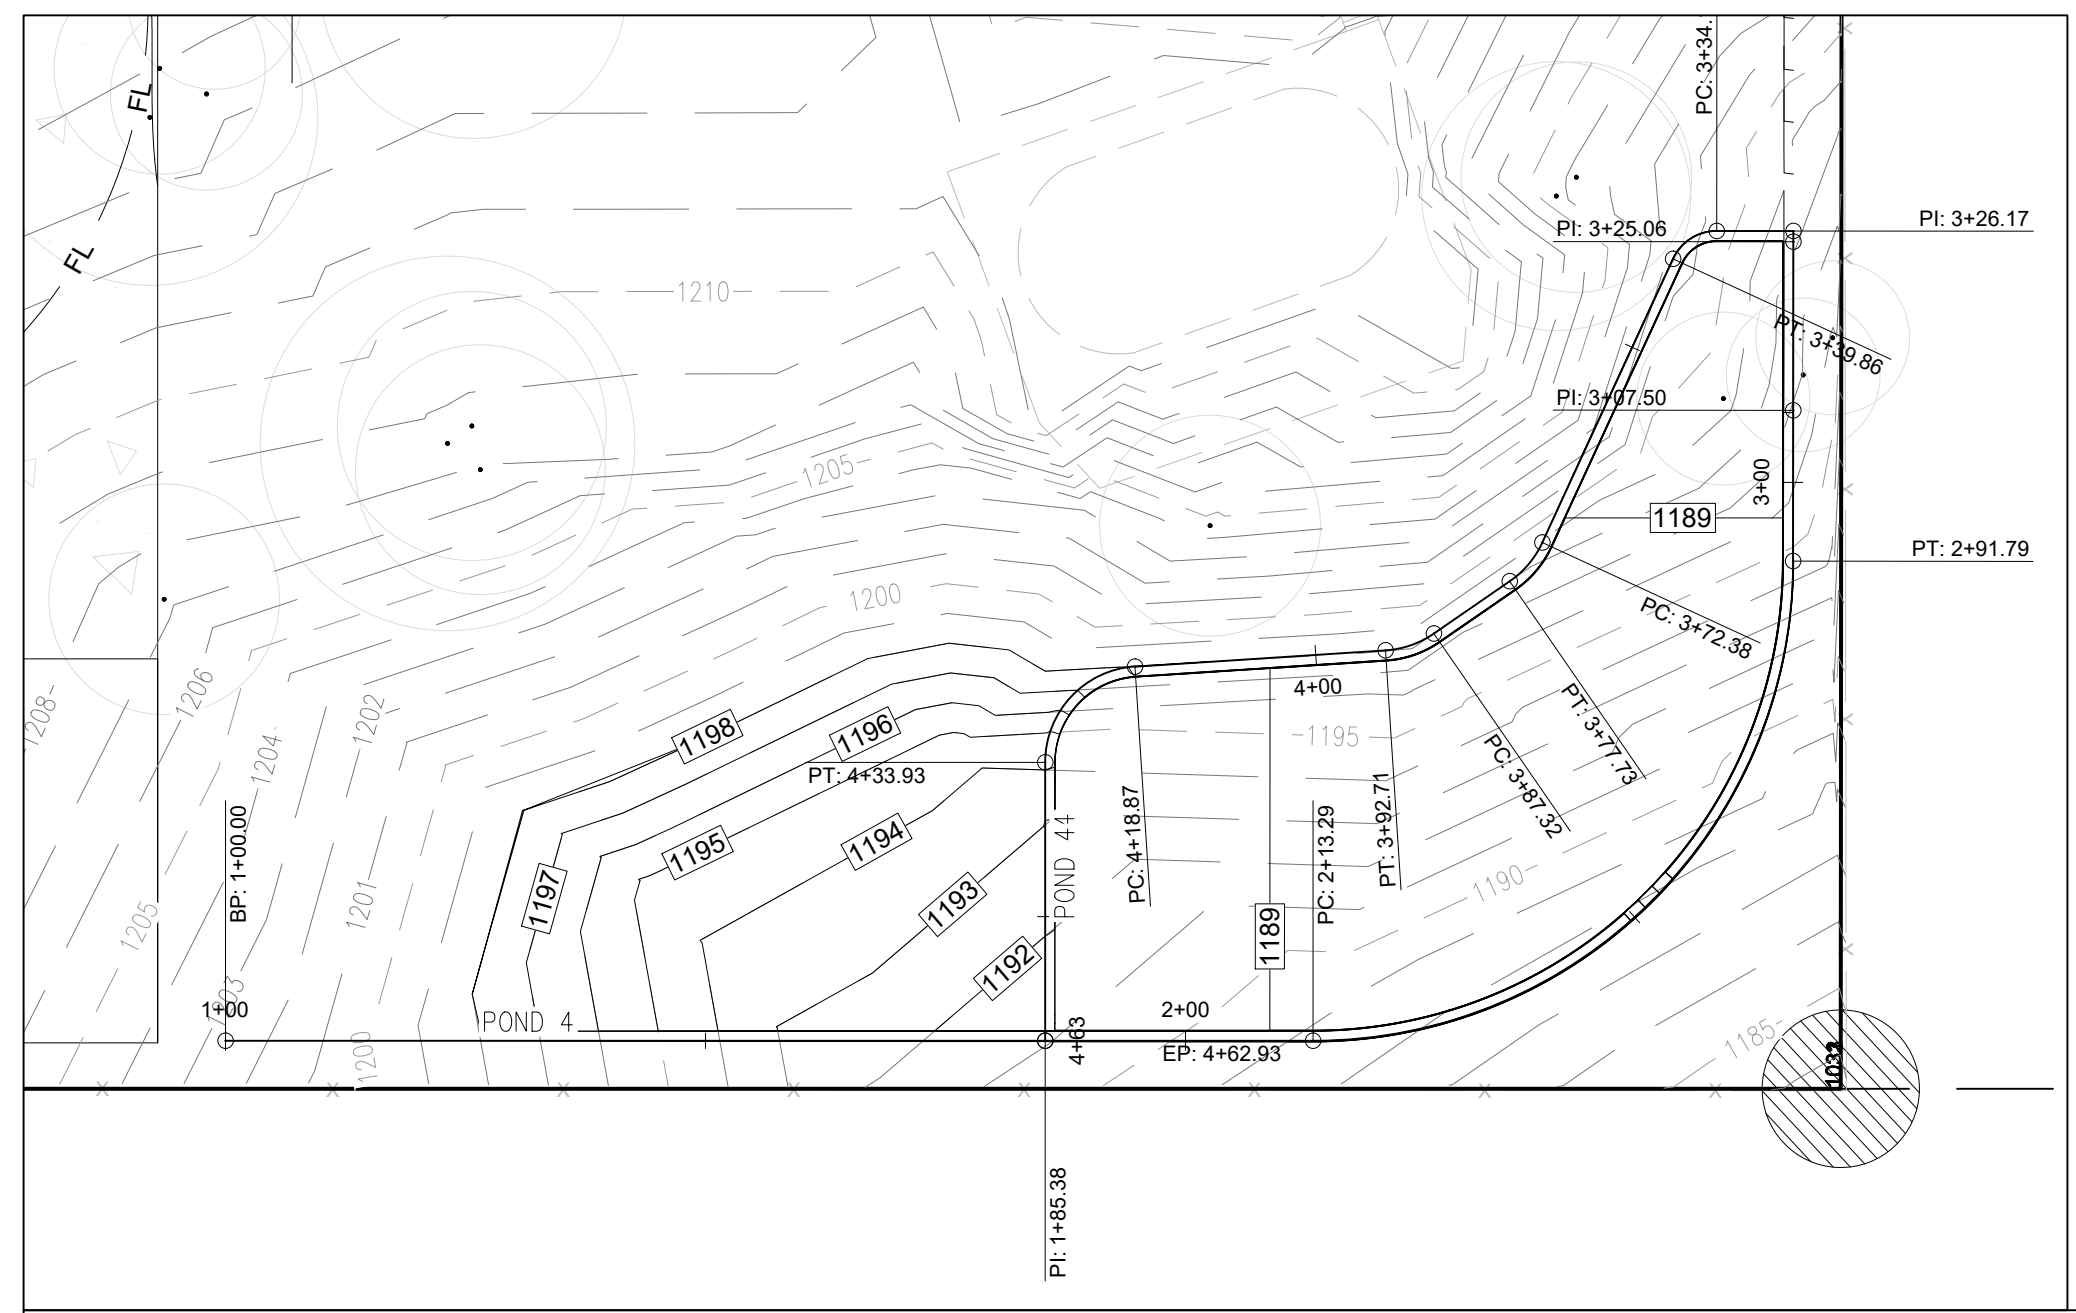 PC: 3+34.
FL
FL
PI: 3+25.06
PI: 3+26.17
1210
PT: 3+39.86
PI: 3+07.50
1205
3+00
1189
PT: 2+91.79
1200
PC: 3+72.38
1206
1208
1202
1204
4+00
PT: 3+77.73
1198
1196
1195
PC: 3+87.32
PT: 4+33.93
PC: 4+18.87
PT: 3+92.71
PC: 2+13.29
BP: 1+00.00
1194
1195
POND 44
1197
1193
1190
1201
1205
1189
1192
1203
1+00
POND 4
2+00
4+63
EP: 4+62.93
1200
1185
PI: 1+85.38